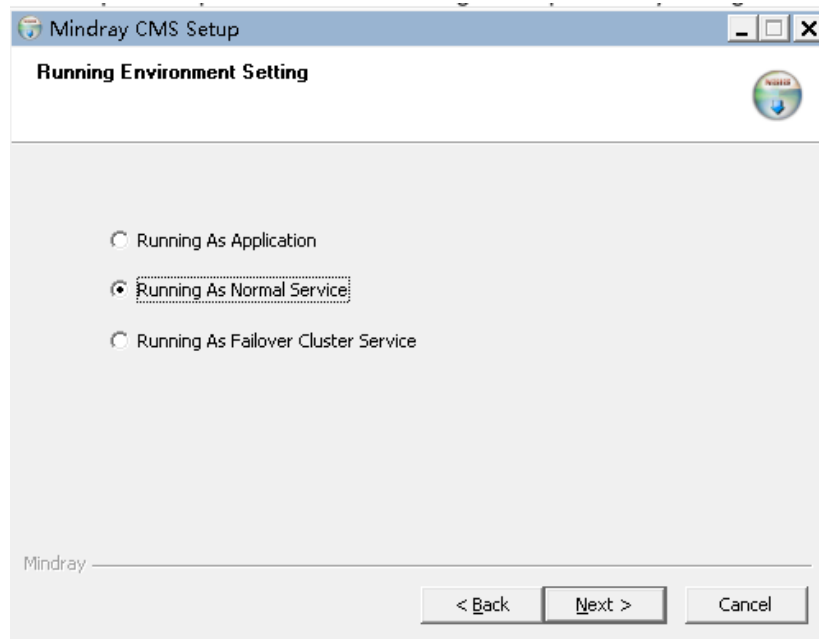 Mindray CMS Setup
Running Environment Setting
Running As Application
Running As Normal Service
Running As Failover Cluster Service
Mindray
< Back
Next >
Cancel